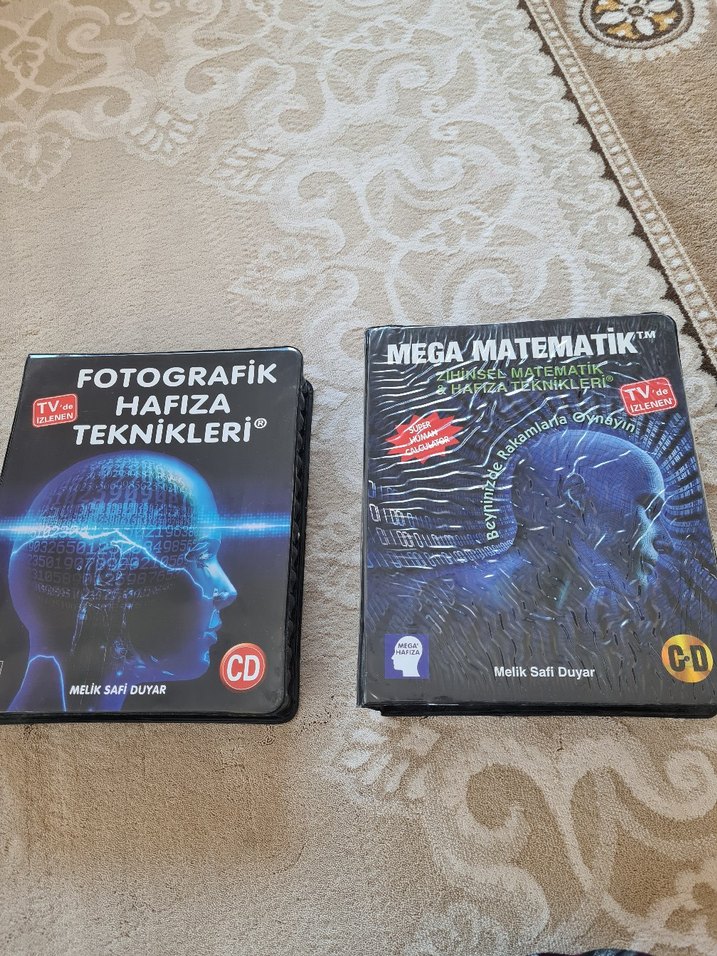 FOTOGRAFİK
HAFIZA
TEKNİKLERİ®
TV'de
İZLENEN
CD
MELİK SAFİ DUYAR
MEGA MATEMATİK™
ZİHİNSEL MATEMATİK
& HAFIZA TEKNİKLERİ®
TV'de
İZLENEN
SÜPER
HUMAN
CALCULATOR
Beyninizde Rakamlarla Oynayın
MEGA
HAFIZA
Melik Safi Duyar
C·D